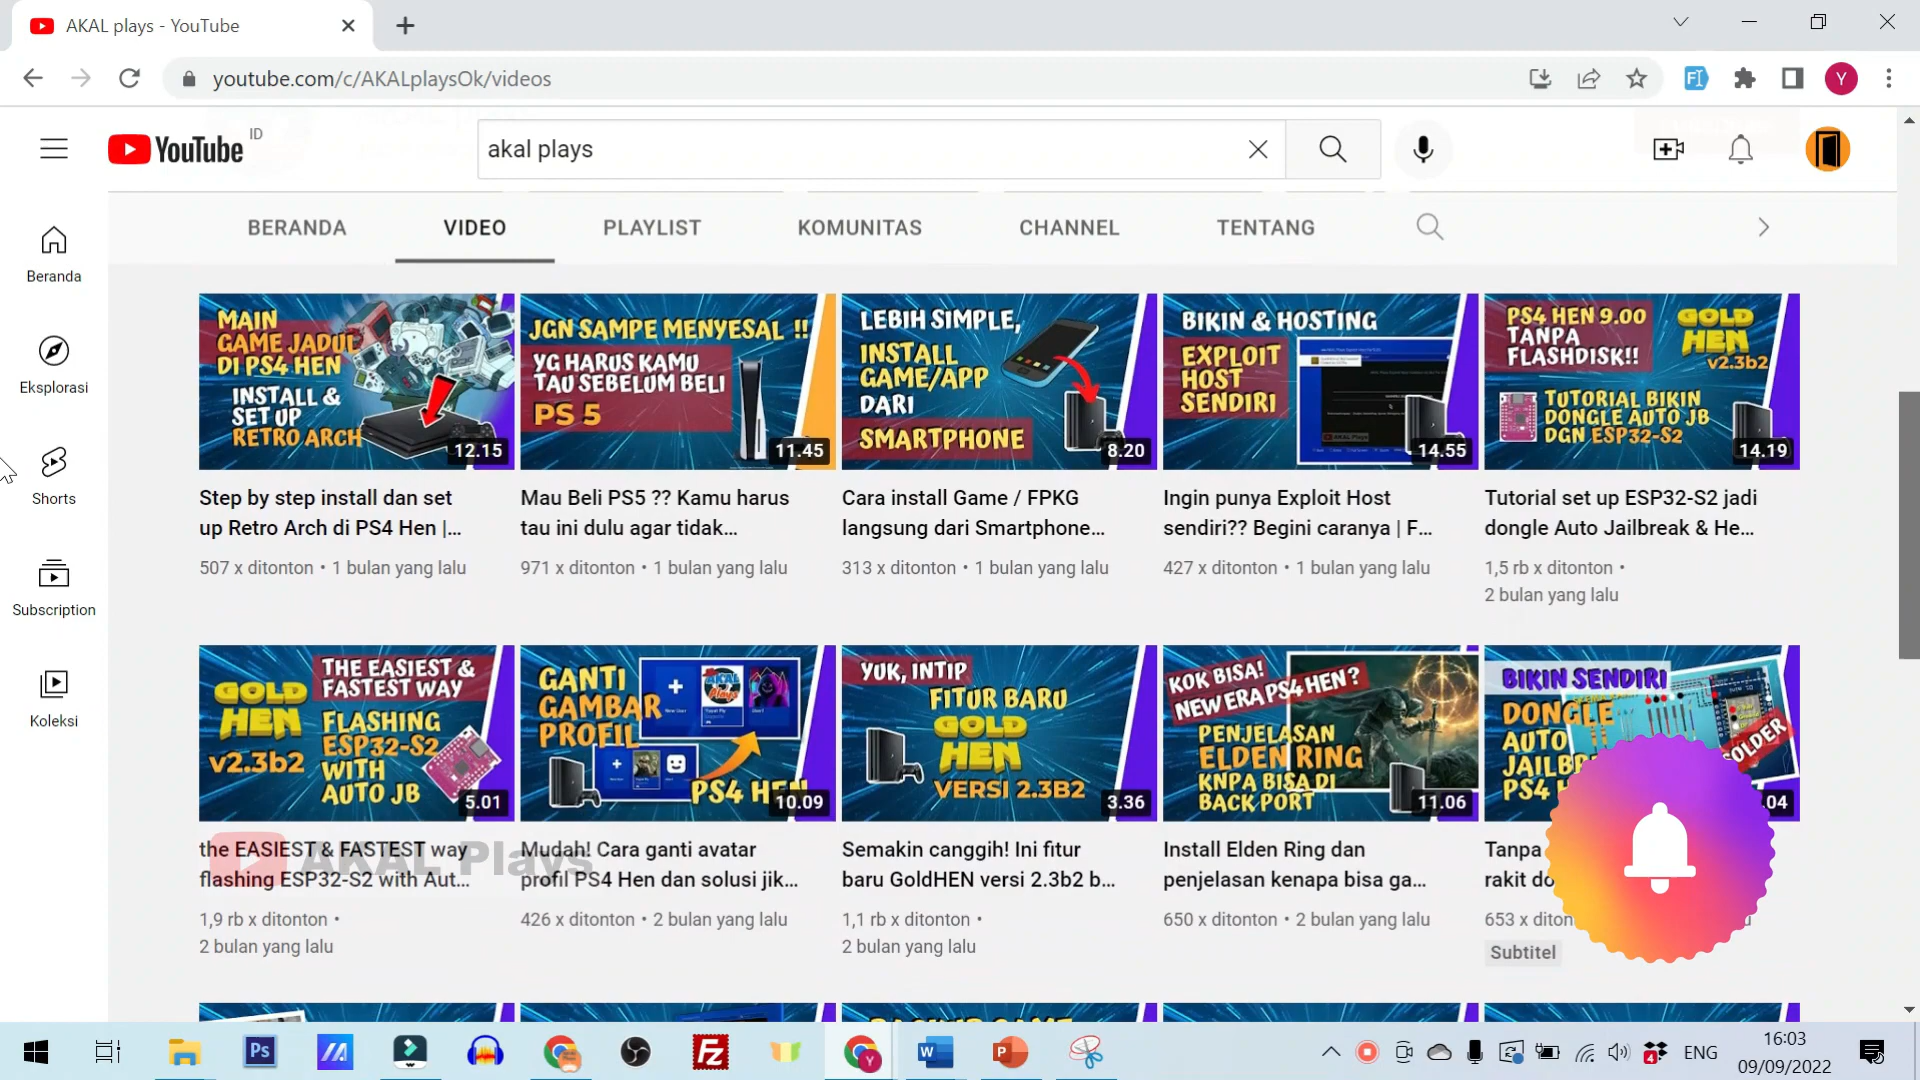 AKAL plays - YouTube
youtube.com/c/AKALplaysOk/videos
FI
Y
YouTube ID
akal plays
BERANDA
VIDEO
PLAYLIST
KOMUNITAS
CHANNEL
TENTANG
Beranda
Eksplorasi
Shorts
Subscription
Koleksi
MAIN
GAME JADUL
DI PS4 HEN
INSTALL &
SET UP
RETRO ARCH
12.15
JGN SAMPE MENYESAL !!
YG HARUS KAMU
TAU SEBELUM BELI
PS 5
11.45
LEBIH SIMPLE,
INSTALL
GAME/APP
DARI
SMARTPHONE
8.20
BIKIN & HOSTING
EXPLOIT
HOST
SENDIRI
14.55
PS4 HEN 9.00
TANPA
FLASHDISK!!
GOLD
HEN
v2.3b2
TUTORIAL BIKIN
DONGLE AUTO JB
DGN ESP32-S2
14.19
Step by step install dan set
up Retro Arch di PS4 Hen |...
507 x ditonton • 1 bulan yang lalu
Mau Beli PS5 ?? Kamu harus
tau ini dulu agar tidak...
971 x ditonton • 1 bulan yang lalu
Cara install Game / FPKG
langsung dari Smartphone...
313 x ditonton • 1 bulan yang lalu
Ingin punya Exploit Host
sendiri?? Begini caranya | F...
427 x ditonton • 1 bulan yang lalu
Tutorial set up ESP32-S2 jadi
dongle Auto Jailbreak & He...
1,5 rb x ditonton •
2 bulan yang lalu
THE EASIEST &
FASTEST WAY
GOLD
HEN
v2.3b2
FLASHING
ESP32-S2
WITH
AUTO JB
5.01
GANTI
GAMBAR
PROFIL
PS4 HEN
10.09
YUK, INTIP
FITUR BARU
GOLD
HEN
VERSI 2.3B2
3.36
KOK BISA!
NEW ERA PS4 HEN?
PENJELASAN
ELDEN RING
KNPA BISA DI
BACK PORT
11.06
BIKIN SENDIRI
DONGLE
AUTO
JAILB
PS4 H
SOLDER
.04
the EASIEST & FASTEST way
flashing ESP32-S2 with Aut...
1,9 rb x ditonton •
2 bulan yang lalu
AKAL Plays
Mudah! Cara ganti avatar
profil PS4 Hen dan solusi jik...
426 x ditonton • 2 bulan yang lalu
Semakin canggih! Ini fitur
baru GoldHEN versi 2.3b2 b...
1,1 rb x ditonton •
2 bulan yang lalu
Install Elden Ring dan
penjelasan kenapa bisa ga...
650 x ditonton • 2 bulan yang lalu
Tanpa
rakit do
653 x diton
Subtitel
Ps
Fz
Y
W
P
4
ENG
16:03
09/09/2022